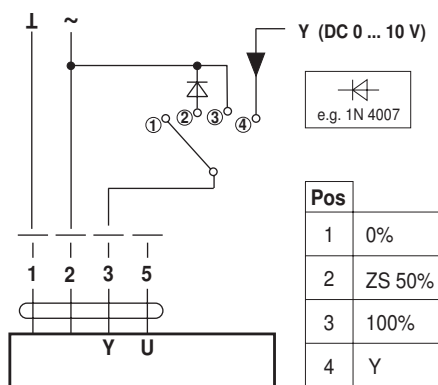 ⊥ ~
Y (DC 0 ... 10 V)
① ② ③ ④
e.g. 1N 4007
1 2 3 5
Y U
Pos
1 0%
2 ZS 50%
3 100%
4 Y